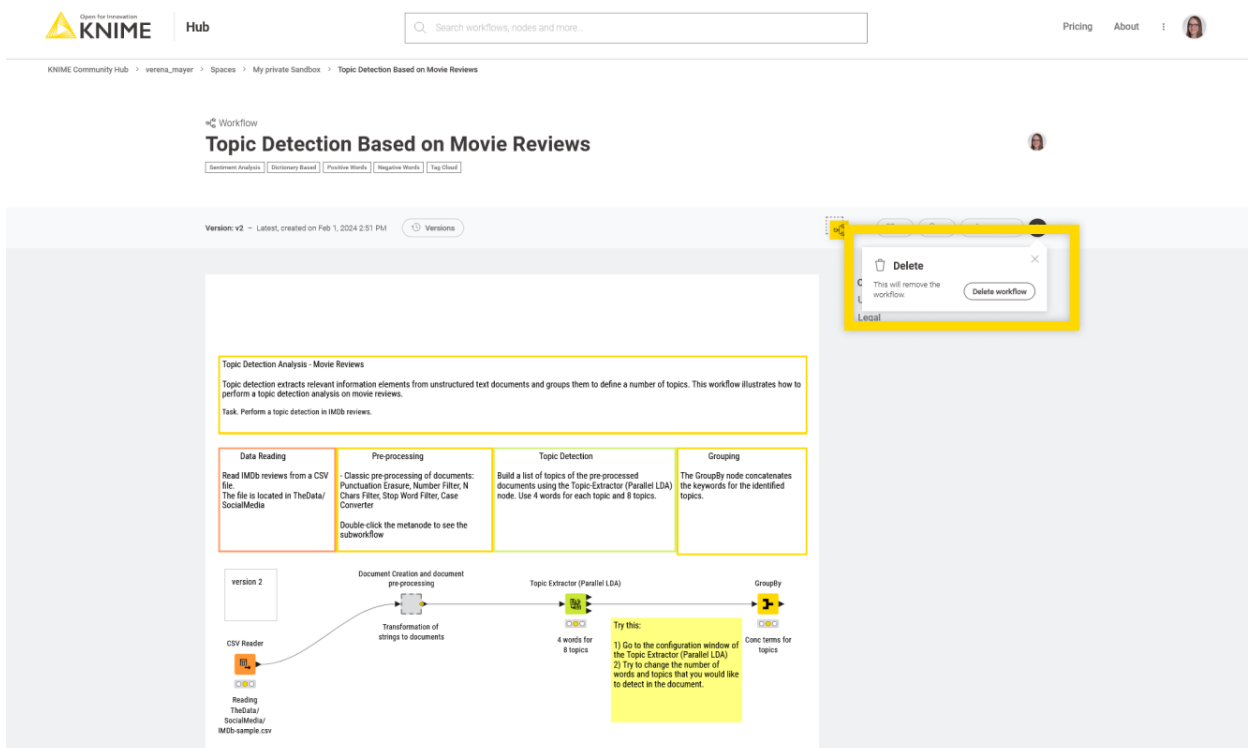 Open for Innovation
KNIME
Hub
Search workflows, nodes and more...
Pricing
About
KNIME Community Hub > verena_mayer > Spaces > My private Sandbox > Topic Detection Based on Movie Reviews
Workflow
Topic Detection Based on Movie Reviews
Sentiment Analysis
Dictionary Based
Positive Words
Negative Words
Tag Cloud
Version: v2 – Latest, created on Feb 1, 2024 2:51 PM
Versions
Delete
This will remove the
workflow.
Delete workflow
Legal
Topic Detection Analysis - Movie Reviews
Topic detection extracts relevant information elements from unstructured text documents and groups them to define a number of topics. This workflow illustrates how to
perform a topic detection analysis on movie reviews.
Task. Perform a topic detection in IMDb reviews.
Data Reading
Read IMDb reviews from a CSV
file.
The file is located in TheData/
SocialMedia
Pre-processing
- Classic pre-processing of documents:
Punctuation Erasure, Number Filter, N
Chars Filter, Stop Word Filter, Case
Converter
Double-click the metanode to see the
subworkflow
Topic Detection
Build a list of topics of the pre-processed
documents using the Topic-Extractor (Parallel LDA)
node. Use 4 words for each topic and 8 topics.
Grouping
The GroupBy node concatenates
the keywords for the identified
topics.
version 2
Document Creation and document
pre-processing
Transformation of
strings to documents
Topic Extractor (Parallel LDA)
4 words for
8 topics
GroupBy
Conc terms for
topics
Try this:
1) Go to the configuration window of
the Topic Extractor (Parallel LDA)
2) Try to change the number of
words and topics that you would like
to detect in the document.
CSV Reader
Reading
TheData/
SocialMedia/
IMDb-sample.csv